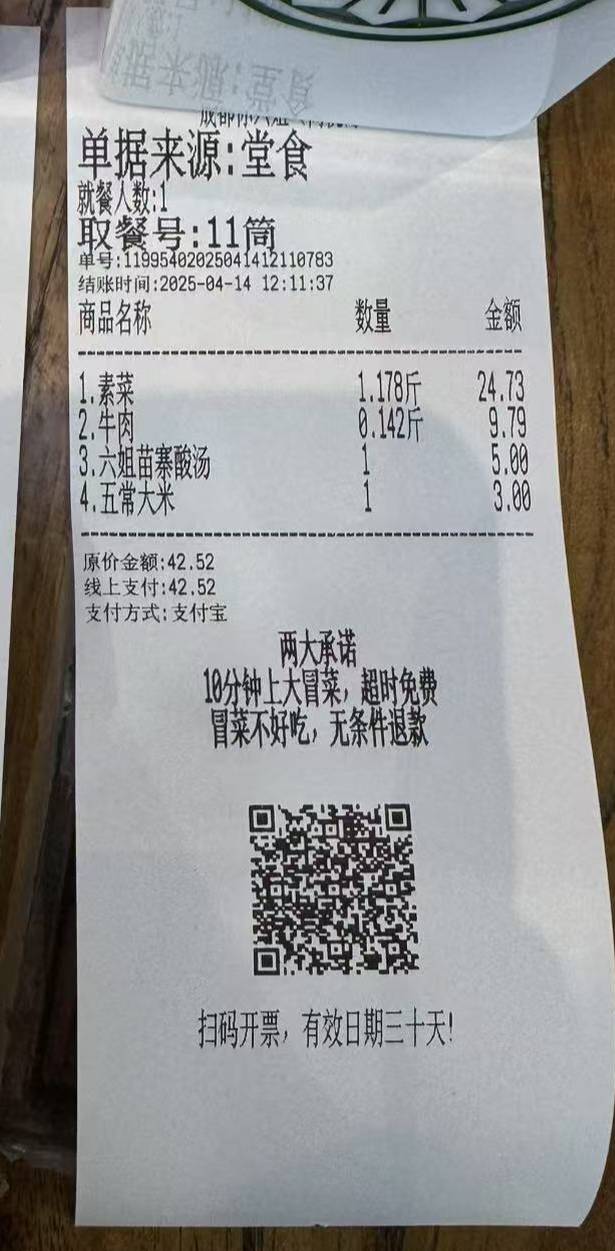 单据来源:堂食
就餐人数:1
取餐号:11筒
单号:11995402025041412110783
结账时间:2025-04-14 12:11:37
商品名称 数量 金额
1.素菜 1.178斤 24.73
2.牛肉 0.142斤 9.79
3.六姐苗寨酸汤 1 5.00
4.五常大米 1 3.00
原价金额:42.52
线上支付:42.52
支付方式:支付宝
两大承诺
10分钟上大冒菜，超时免费
冒菜不好吃，无条件退款
扫码开票，有效日期三十天!